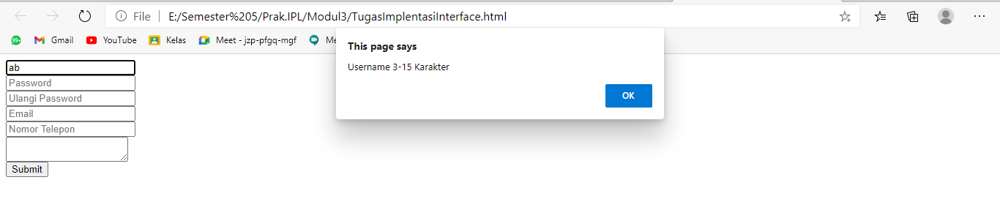 File | E:/Semester%205/Prak.IPL/Modul3/TugasImplentasiInterface.html
99+ Gmail YouTube Kelas Meet - jzp-pfgq-mgf Me
This page says
Username 3-15 Karakter
OK
ab
Password
Ulangi Password
Email
Nomor Telepon
Submit